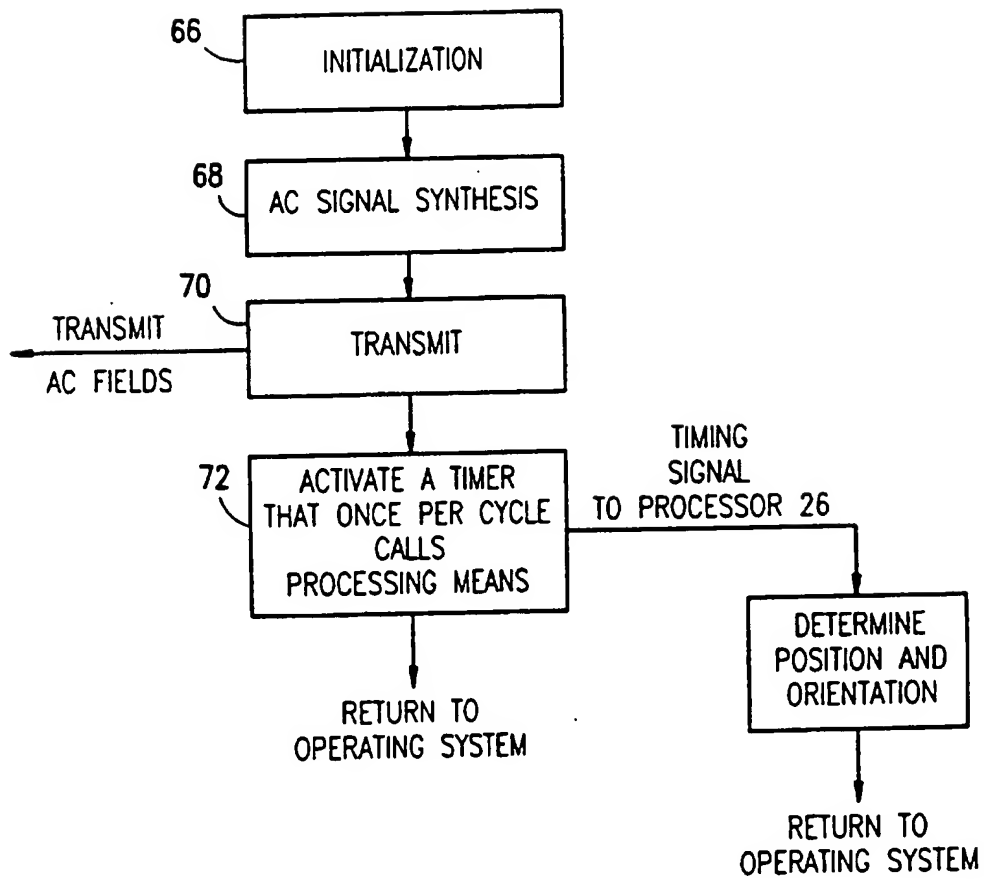 66
INITIALIZATION
68
AC SIGNAL SYNTHESIS
70
TRANSMIT
AC FIELDS
TRANSMIT
72
ACTIVATE A TIMER
THAT ONCE PER CYCLE
CALLS
PROCESSING MEANS
TIMING
SIGNAL
TO PROCESSOR 26
DETERMINE
POSITION AND
ORIENTATION
RETURN TO
OPERATING SYSTEM
RETURN TO
OPERATING SYSTEM